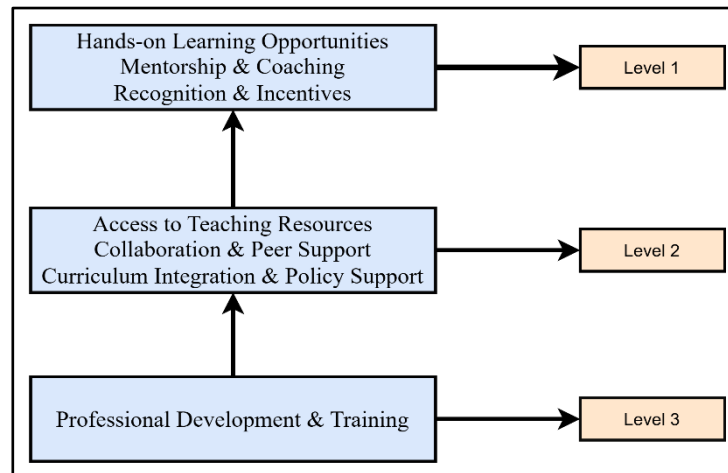 Hands-on Learning Opportunities
Mentorship & Coaching
Recognition & Incentives
Level 1
Access to Teaching Resources
Collaboration & Peer Support
Curriculum Integration & Policy Support
Level 2
Professional Development & Training
Level 3